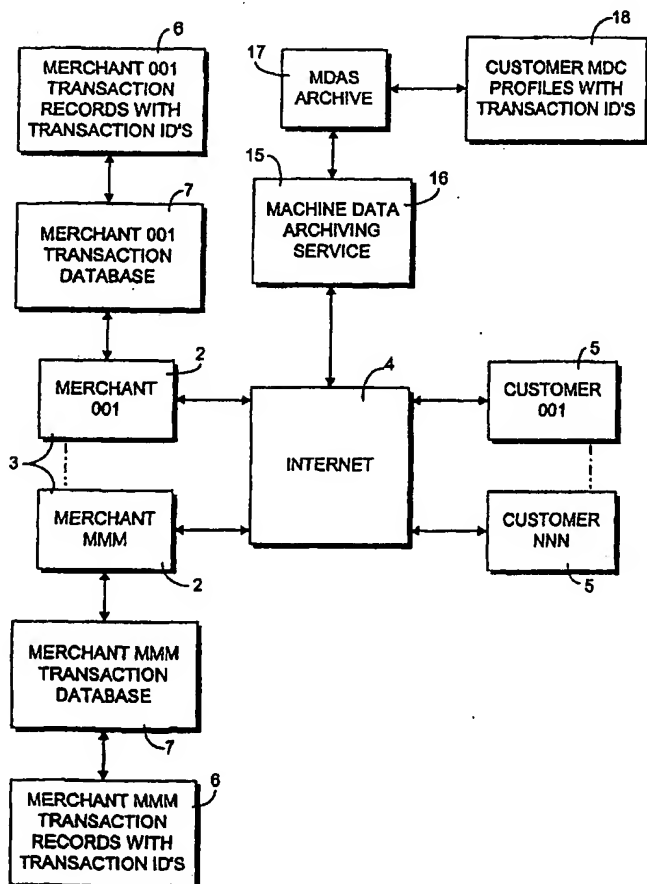 6
MERCHANT 001
TRANSACTION
RECORDS WITH
TRANSACTION ID'S
7
MERCHANT 001
TRANSACTION
DATABASE
2
MERCHANT
001
3
MERCHANT
MMM
2
MERCHANT MMM
TRANSACTION
DATABASE
7
6
MERCHANT MMM
TRANSACTION
RECORDS WITH
TRANSACTION ID'S
17
MDAS
ARCHIVE
18
CUSTOMER MDC
PROFILES WITH
TRANSACTION ID'S
15
16
MACHINE DATA
ARCHIVING
SERVICE
4
INTERNET
5
CUSTOMER
001
CUSTOMER
NNN
5